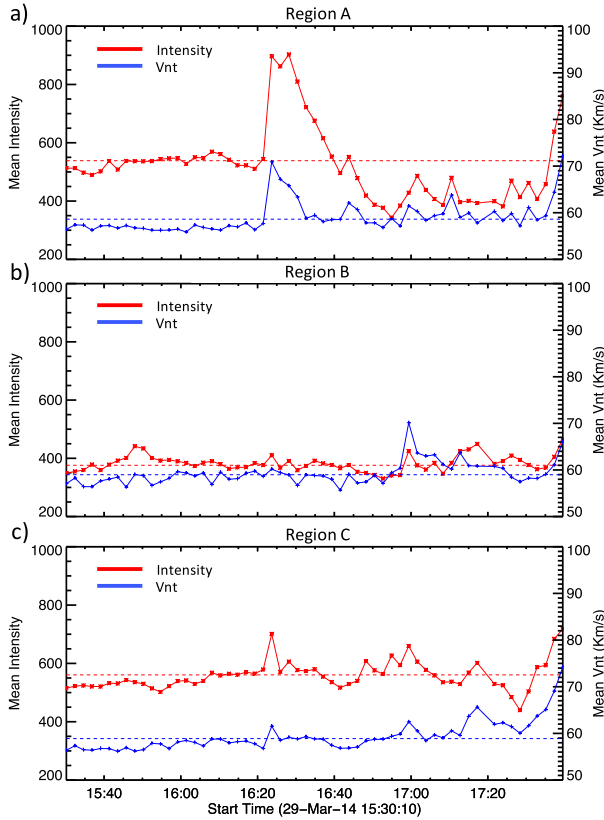 a)
Region A
1000
800
600
400
200
Mean Intensity
Intensity
Vnt
100
90
80
70
60
50
Mean Vnt (Km/s)
b)
Region B
1000
800
600
400
200
Mean Intensity
Intensity
Vnt
100
90
80
70
60
50
Mean Vnt (Km/s)
c)
Region C
1000
800
600
400
200
Mean Intensity
Intensity
Vnt
100
90
80
70
60
50
Mean Vnt (Km/s)
15:40 16:00 16:20 16:40 17:00 17:20
Start Time (29-Mar-14 15:30:10)